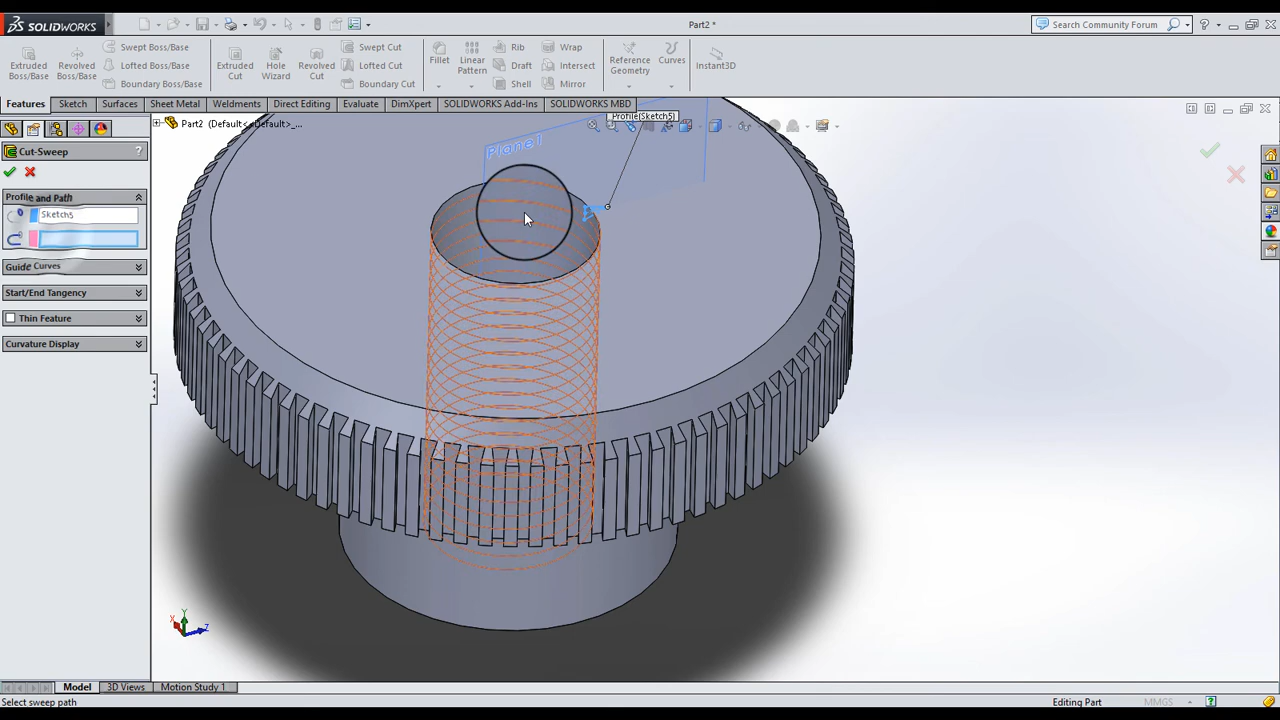 SOLIDWORKS
Part2 *
Search Community Forum
Extruded Boss/Base
Revolved Boss/Base
Swept Boss/Base
Lofted Boss/Base
Boundary Boss/Base
Extruded Cut
Hole Wizard
Revolved Cut
Swept Cut
Lofted Cut
Boundary Cut
Fillet
Linear Pattern
Rib
Draft
Shell
Wrap
Intersect
Mirror
Reference Geometry
Curves
Instant3D
Features
Sketch
Surfaces
Sheet Metal
Weldments
Direct Editing
Evaluate
DimXpert
SOLIDWORKS Add-Ins
SOLIDWORKS MBD
Part2 (Default<<Default>_...
Profile(Sketch5)
Plane1
Cut-Sweep
?
Profile and Path
Sketch5
Guide Curves
Start/End Tangency
Thin Feature
Curvature Display
Y
X
Z
Model
3D Views
Motion Study 1
Select sweep path
Editing Part
MMGS
?